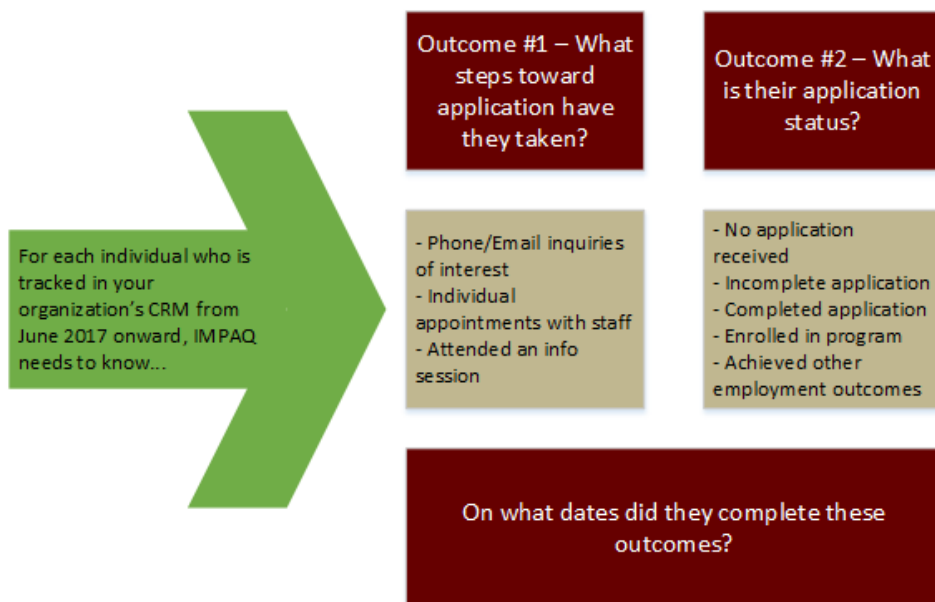 For each individual who is
tracked in your
organization's CRM from
June 2017 onward, IMPAQ
needs to know...
Outcome #1 – What
steps toward
application have
they taken?
- Phone/Email inquiries
of interest
- Individual
appointments with staff
- Attended an info
session
Outcome #2 – What
is their application
status?
- No application
received
- Incomplete application
- Completed application
- Enrolled in program
- Achieved other
employment outcomes
On what dates did they complete these
outcomes?